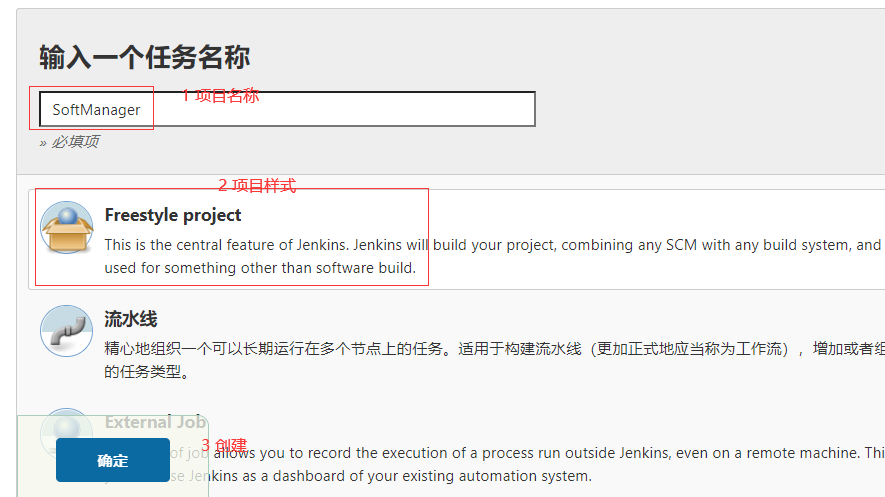 输入一个任务名称
1 项目名称
SoftManager
» 必填项
2 项目样式
Freestyle project
This is the central feature of Jenkins. Jenkins will build your project, combining any SCM with any build system, and
used for something other than software build.
流水线
精心地组织一个可以长期运行在多个节点上的任务。适用于构建流水线（更加正式地应当称为工作流），增加或者组
的任务类型。
External Job
3 创建
of job allows you to record the execution of a process run outside Jenkins, even on a remote machine. Thi
确定
se Jenkins as a dashboard of your existing automation system.